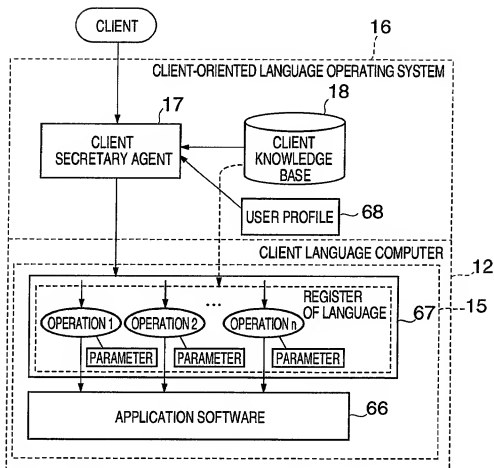 CLIENT
16
CLIENT-ORIENTED LANGUAGE OPERATING SYSTEM
17
18
CLIENT
SECRETARY AGENT
CLIENT
KNOWLEDGE
BASE
USER PROFILE
68
CLIENT LANGUAGE COMPUTER
12
...
REGISTER
OF LANGUAGE
15
67
OPERATION 1
OPERATION 2
OPERATION n
PARAMETER
PARAMETER
PARAMETER
APPLICATION SOFTWARE
66